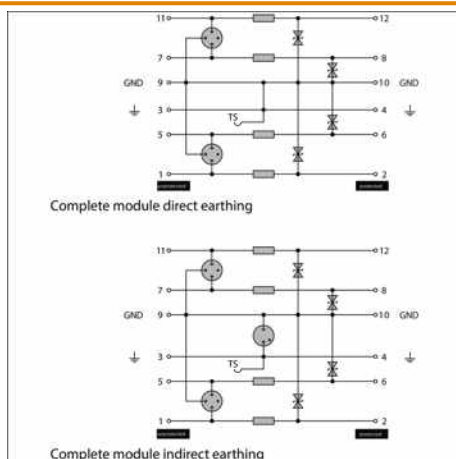 11 12
7 8
GND 9 10 GND
3 4
TS
5 6
1 2
Complete module direct earthing
11 12
7 8
GND 9 10 GND
3 4
TS
5 6
1 2
Complete module indirect earthing